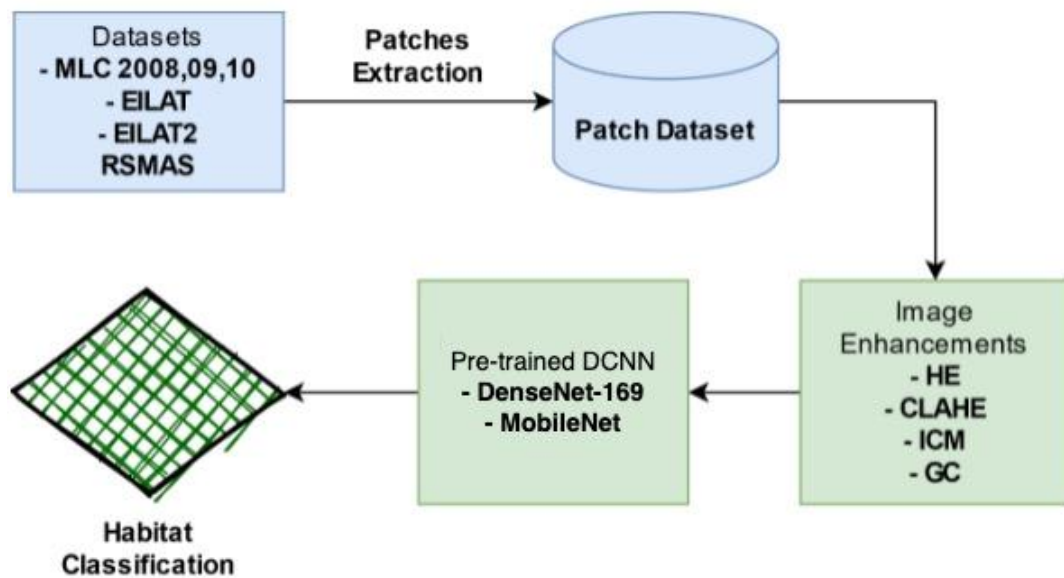 Datasets
- MLC 2008,09,10
- EILAT
- EILAT2
RSMAS
Patches
Extraction
Patch Dataset
Image
Enhancements
- HE
- CLAHE
- ICM
- GC
Pre-trained DCNN
- DenseNet-169
- MobileNet
Habitat
Classification